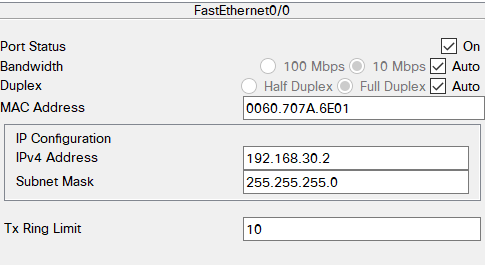 FastEthernet0/0
Port Status On
Bandwidth 100 Mbps 10 Mbps Auto
Duplex Half Duplex Full Duplex Auto
MAC Address 0060.707A.6E01
IP Configuration
IPv4 Address 192.168.30.2
Subnet Mask 255.255.255.0
Tx Ring Limit 10